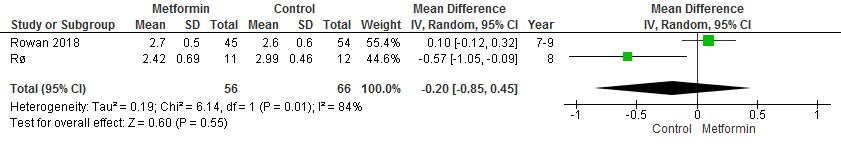 Metformin Control Mean Difference Mean Difference
Study or Subgroup Mean SD Total Mean SD Total Weight IV, Random, 95% CI Year IV, Random, 95% CI
Rowan 2018 2.7 0.5 45 2.6 0.6 54 55.4% 0.10 [-0.12, 0.32] 7-9
Rø 2.42 0.69 11 2.99 0.46 12 44.6% -0.57 [-1.05, -0.09] 8
Total (95% CI) 56 66 100.0% -0.20 [-0.85, 0.45]
Heterogeneity: Tau² = 0.19; Chi² = 6.14, df = 1 (P = 0.01); I² = 84%
Test for overall effect: Z = 0.60 (P = 0.55)
-1 -0.5 0 0.5 1
Control Metformin